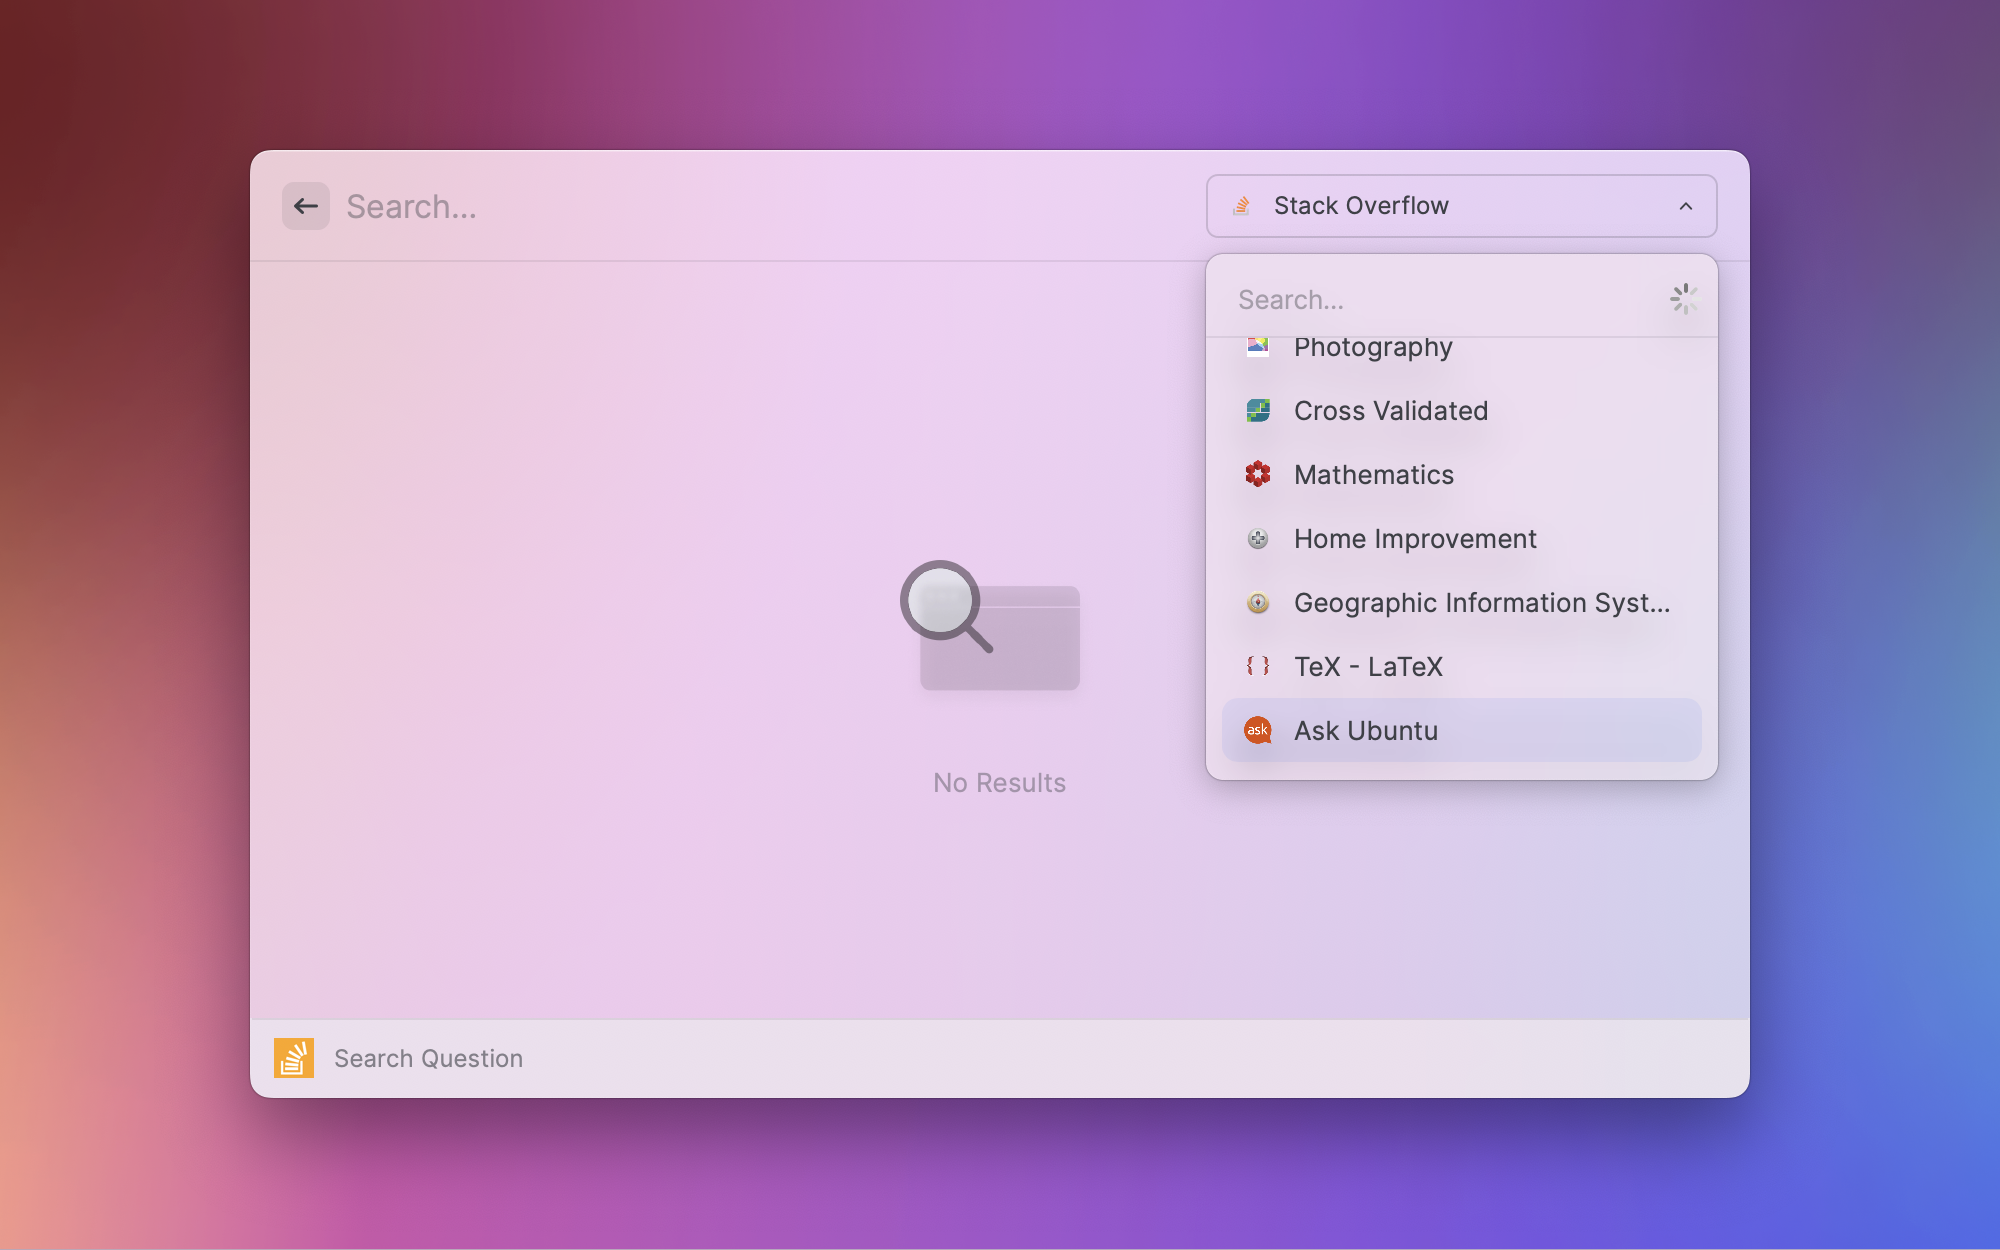 Search...
Stack Overflow
Search...
Photography
Cross Validated
Mathematics
Home Improvement
Geographic Information Syst...
TeX - LaTeX
ask
Ask Ubuntu
No Results
Search Question